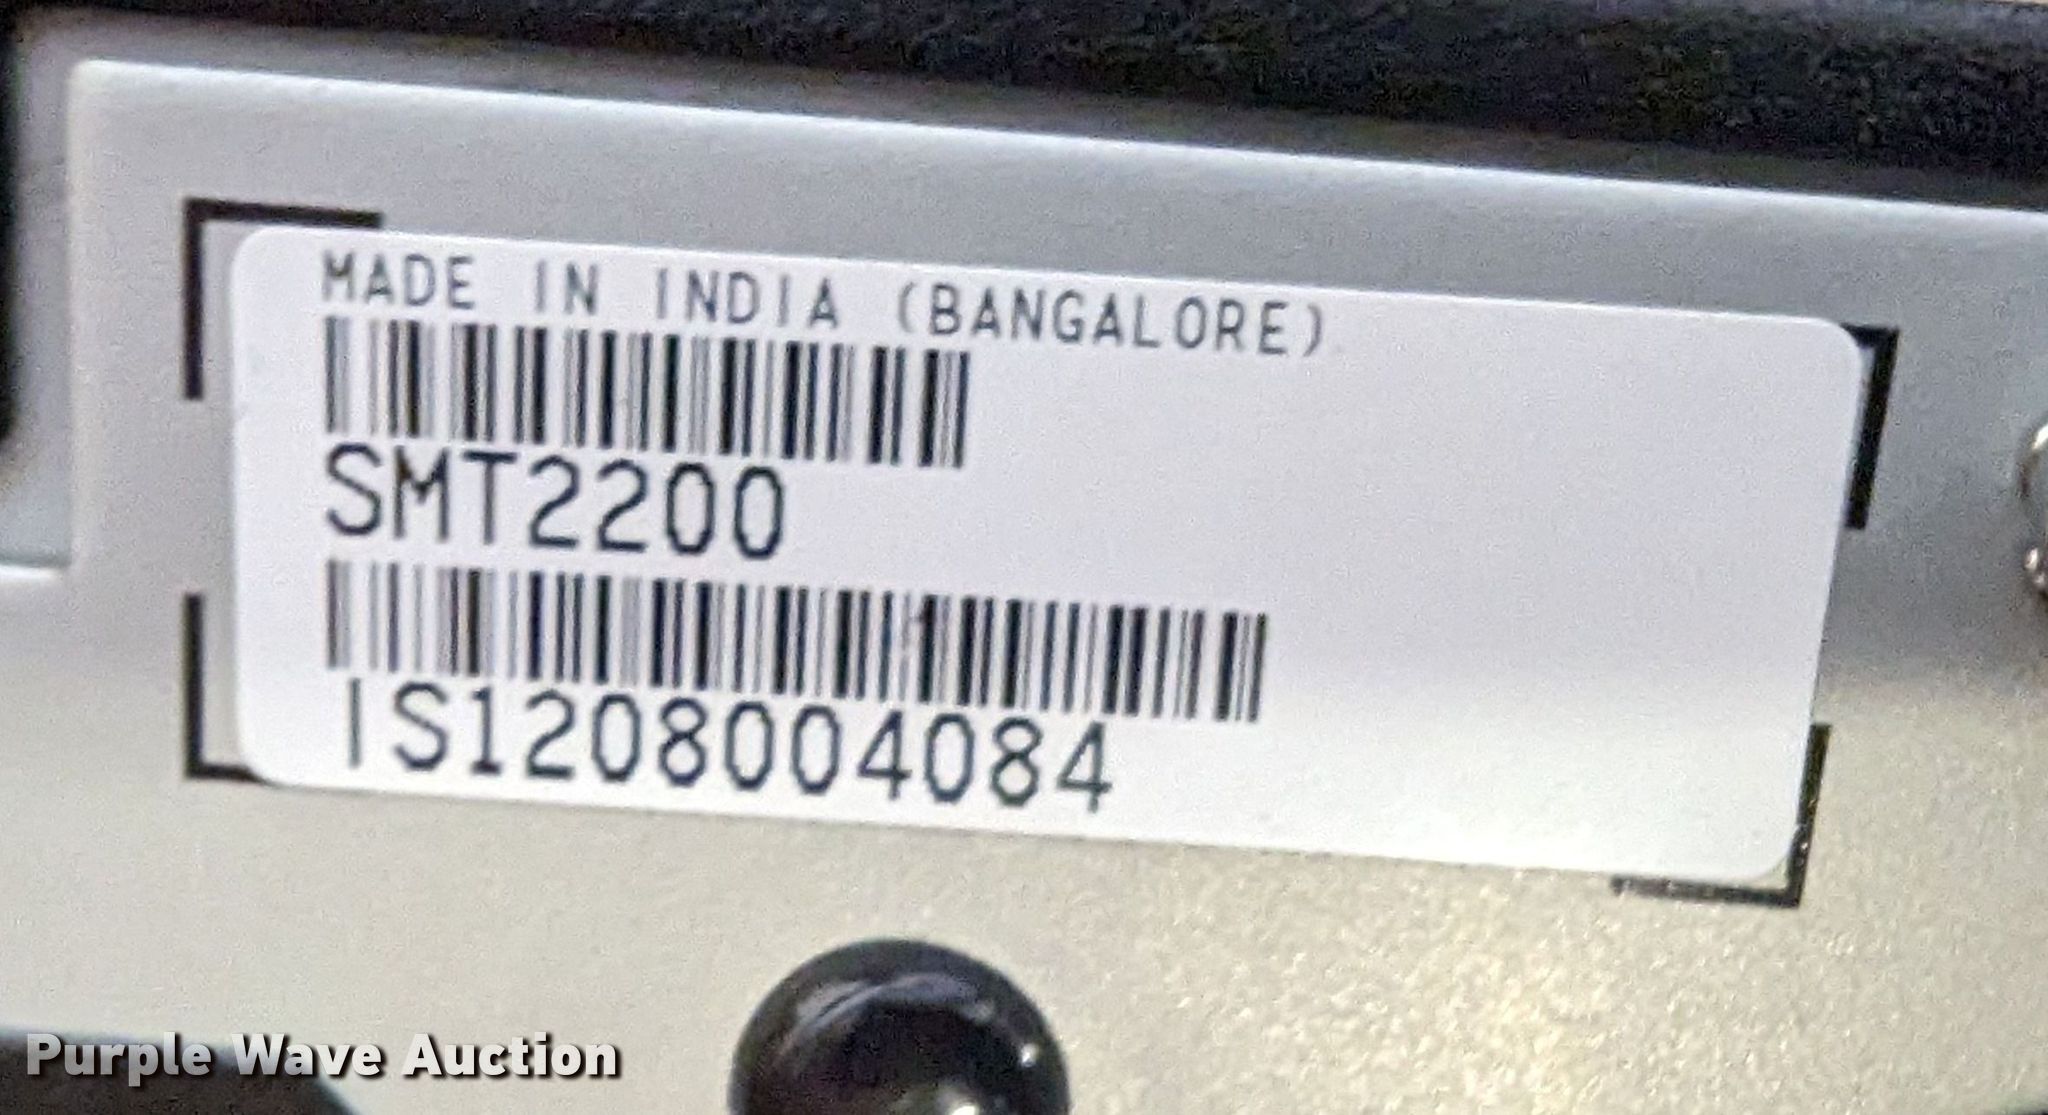 MADE IN INDIA (BANGALORE)
SMT2200
IS1208004084
Purple Wave Auction